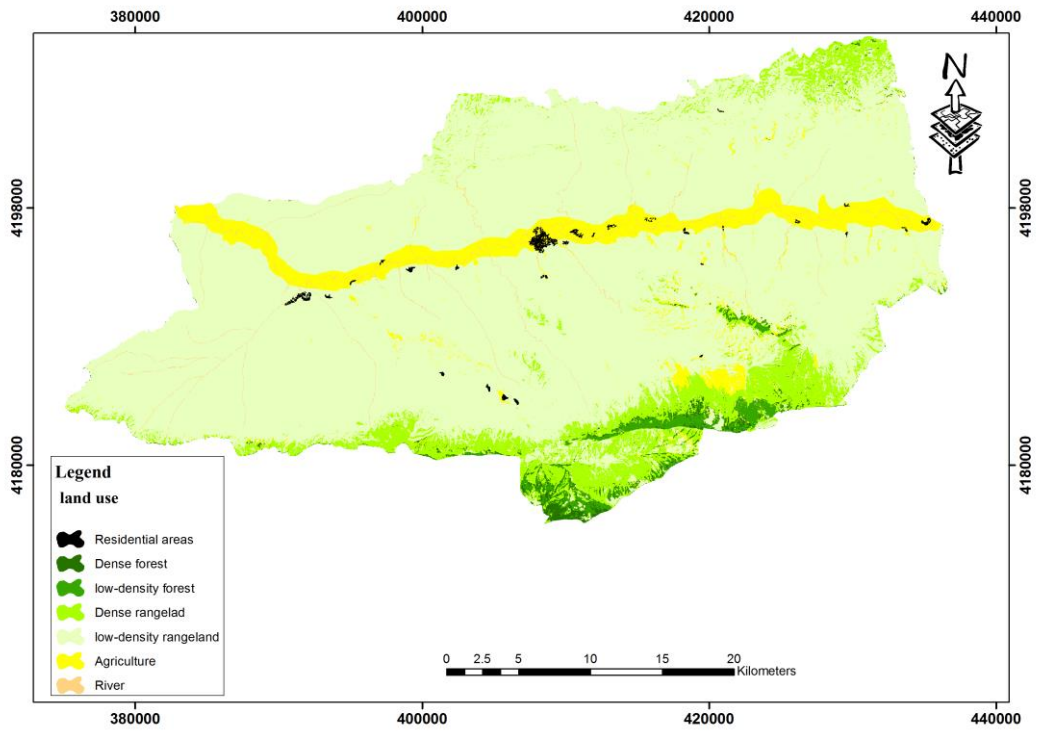 380000
400000
420000
440000
N
4198000
4198000
4180000
4180000
Legend
land use
Residential areas
Dense forest
low-density forest
Dense rangelad
low-density rangeland
Agriculture
River
0 2.5 5 10 15 20
Kilometers
380000
400000
420000
440000